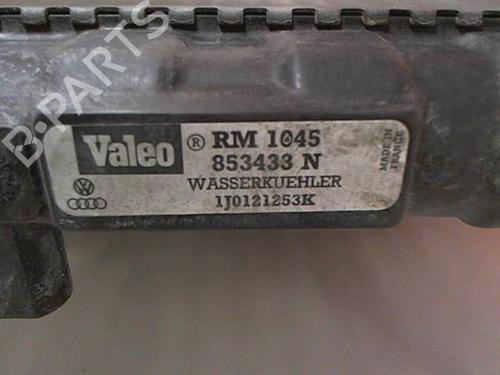 B-PARTS
Valeo ® RM 1045
853433 N
WASSERKUEHLER
1J0121253K
MADE IN
FRANCE